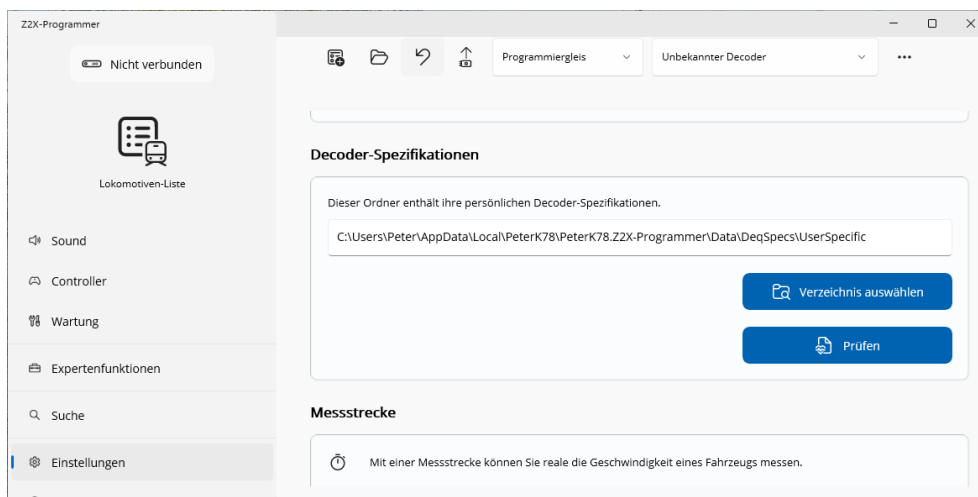 Z2X-Programmer
Nicht verbunden
Programmiergleis
Unbekannter Decoder
Lokomotiven-Liste
Sound
Controller
Wartung
Expertenfunktionen
Suche
Einstellungen
Decoder-Spezifikationen
Dieser Ordner enthält ihre persönlichen Decoder-Spezifikationen.
C:\Users\Peter\AppData\Local\PeterK78\PeterK78.Z2X-Programmer\Data\DeqSpecs\UserSpecific
Verzeichnis auswählen
Prüfen
Messstrecke
Mit einer Messstrecke können Sie reale die Geschwindigkeit eines Fahrzeugs messen.